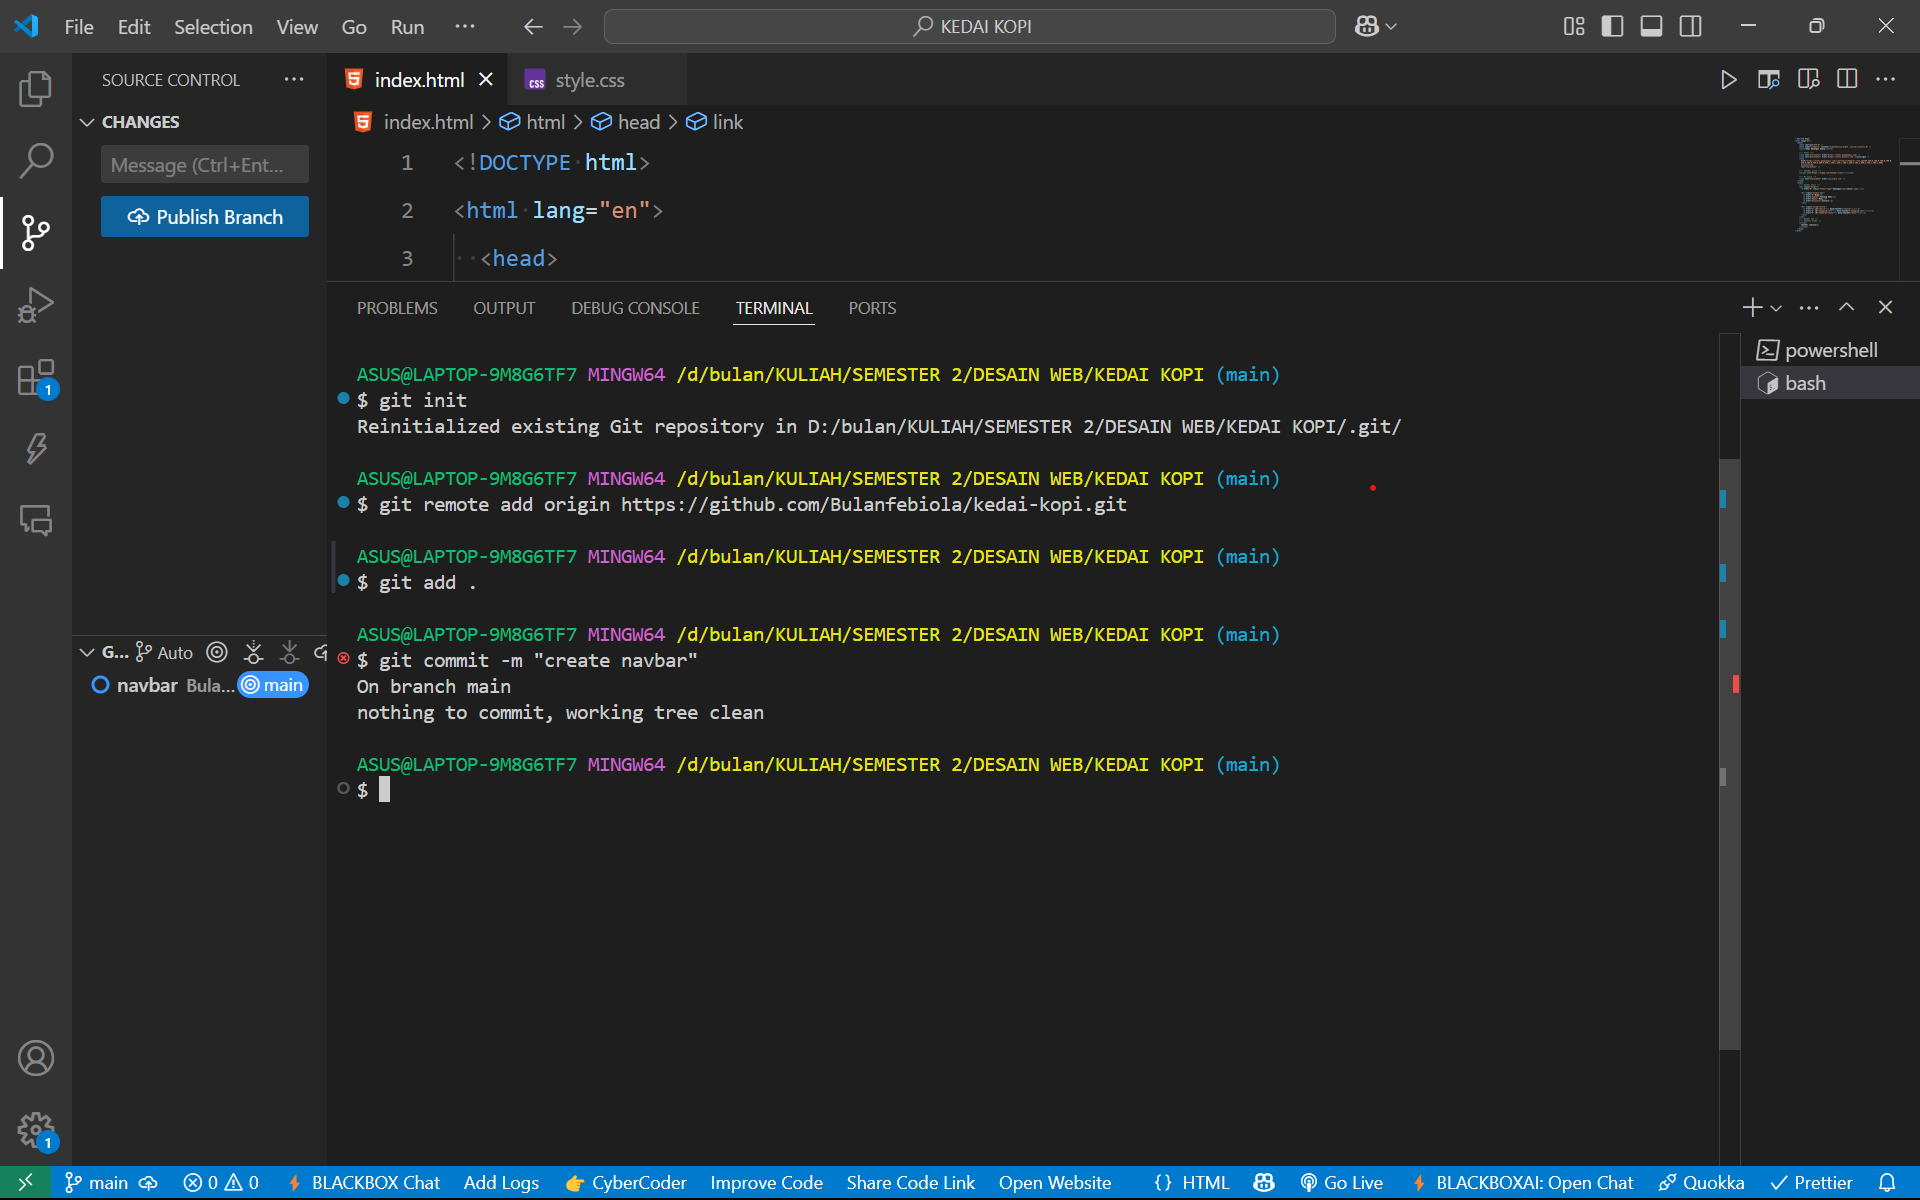 File Edit Selection View Go Run ··· KEDAI KOPI
SOURCE CONTROL ···
CHANGES
Message (Ctrl+Ent...
Publish Branch
index.html style.css
index.html > html > head > link
1 <!DOCTYPE html>
2 <html lang="en">
3 <head>
PROBLEMS OUTPUT DEBUG CONSOLE TERMINAL PORTS
powershell
bash
ASUS@LAPTOP-9M8G6TF7 MINGW64 /d/bulan/KULIAH/SEMESTER 2/DESAIN WEB/KEDAI KOPI (main)
$ git init
Reinitialized existing Git repository in D:/bulan/KULIAH/SEMESTER 2/DESAIN WEB/KEDAI KOPI/.git/
ASUS@LAPTOP-9M8G6TF7 MINGW64 /d/bulan/KULIAH/SEMESTER 2/DESAIN WEB/KEDAI KOPI (main)
$ git remote add origin https://github.com/Bulanfebiola/kedai-kopi.git
ASUS@LAPTOP-9M8G6TF7 MINGW64 /d/bulan/KULIAH/SEMESTER 2/DESAIN WEB/KEDAI KOPI (main)
$ git add .
ASUS@LAPTOP-9M8G6TF7 MINGW64 /d/bulan/KULIAH/SEMESTER 2/DESAIN WEB/KEDAI KOPI (main)
$ git commit -m "create navbar"
On branch main
nothing to commit, working tree clean
ASUS@LAPTOP-9M8G6TF7 MINGW64 /d/bulan/KULIAH/SEMESTER 2/DESAIN WEB/KEDAI KOPI (main)
$
G... Auto
navbar Bula... main
1
1
main 0 0 BLACKBOX Chat Add Logs CyberCoder Improve Code Share Code Link Open Website {} HTML Go Live BLACKBOXAI: Open Chat Quokka Prettier